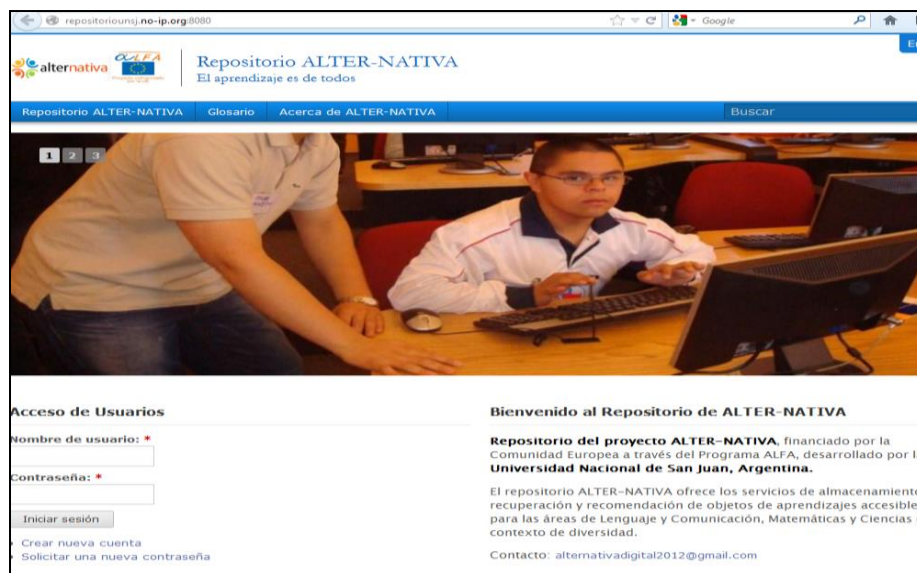 repositoriounsj.no-ip.org:8080
Google
alternativa
ALFA
Repositorio ALTER-NATIVA
El aprendizaje es de todos
Repositorio ALTER-NATIVA Glosario Acerca de ALTER-NATIVA Buscar
1 2 3
Acceso de Usuarios
Nombre de usuario: *
Contraseña: *
Iniciar sesión
Crear nueva cuenta
Solicitar una nueva contraseña
Bienvenido al Repositorio de ALTER-NATIVA
Repositorio del proyecto ALTER-NATIVA, financiado por la
Comunidad Europea a través del Programa ALFA, desarrollado por l
Universidad Nacional de San Juan, Argentina.
El repositorio ALTER-NATIVA ofrece los servicios de almacenamient
recuperación y recomendación de objetos de aprendizajes accesible
para las áreas de Lenguaje y Comunicación, Matemáticas y Ciencias
contexto de diversidad.
Contacto: alternativadigital2012@gmail.com